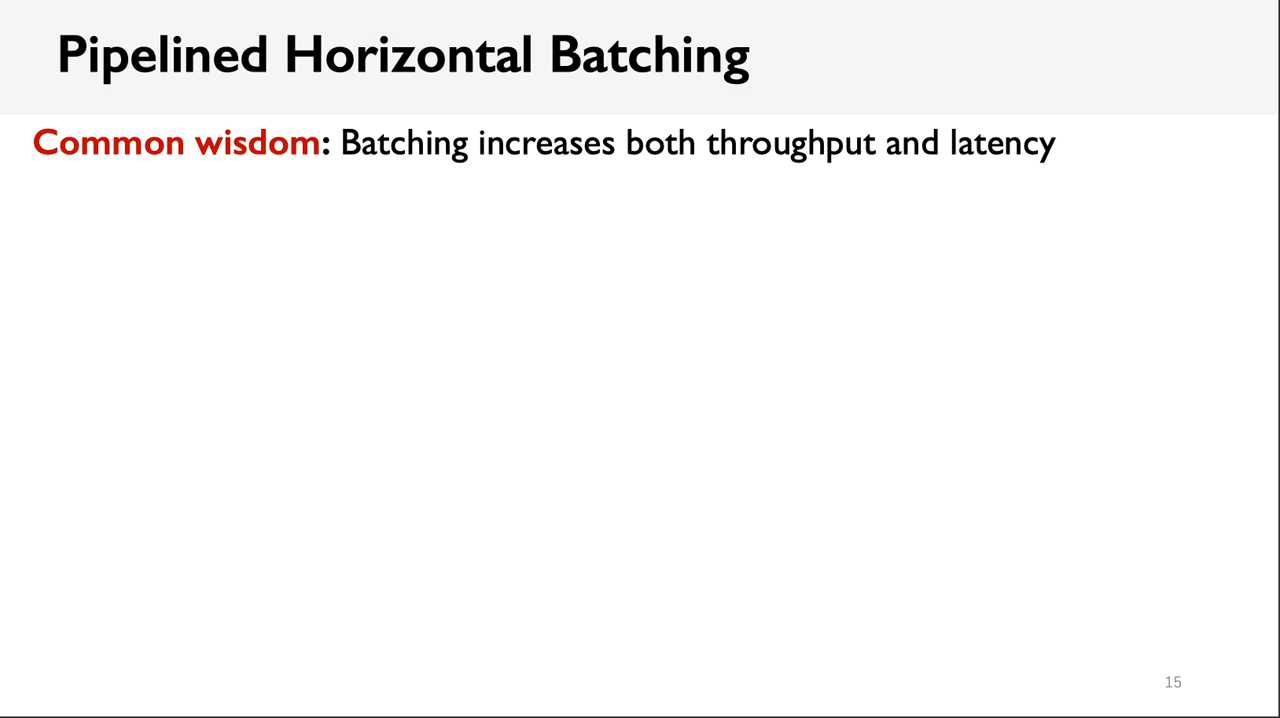 Pipelined Horizontal Batching
Common wisdom: Batching increases both throughput and latency
15